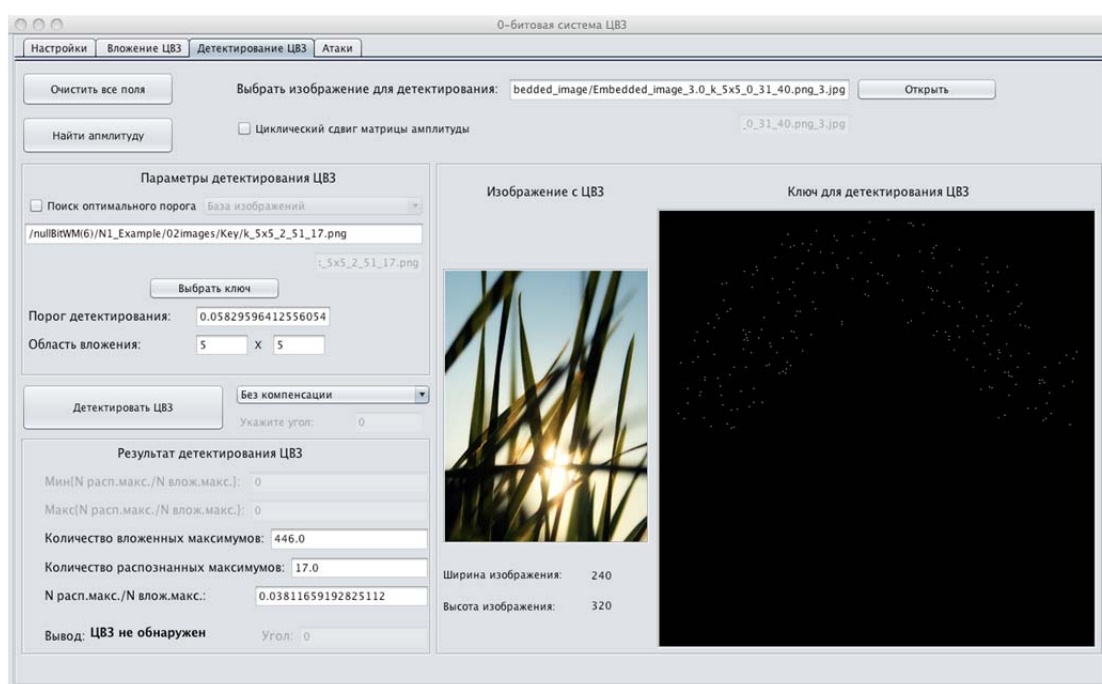 0-битовая система ЦВЗ
Настройки Вложение ЦВЗ Детектирование ЦВЗ Атаки
Очистить все поля Выбрать изображение для детектирования: bedded_image/Embedded_image_3.0_k_5x5_0_31_40.png_3.jpg Открыть
Найти апмлитуду Циклический сдвиг матрицы амплитуды _0_31_40.png_3.jpg
Параметры детектирования ЦВЗ
Поиск оптимального порога База изображений
/nullBitWM(6)/N1_Example/02images/Key/k_5x5_2_51_17.png
:_5x5_2_51_17.png
Выбрать ключ
Порог детектирования: 0.05829596412556054
Область вложения: 5 X 5
Детектировать ЦВЗ Без компенсации
Укажите угол: 0
Результат детектирования ЦВЗ
Мин(N расп.макс./N влож.макс.): 0
Макс(N расп.макс./N влож.макс.): 0
Количество вложенных максимумов: 446.0
Количество распознанных максимумов: 17.0
N расп.макс./N влож.макс.: 0.03811659192825112
Вывод: ЦВЗ не обнаружен Угол: 0
Изображение с ЦВЗ
Ширина изображения: 240
Высота изображения: 320
Ключ для детектирования ЦВЗ